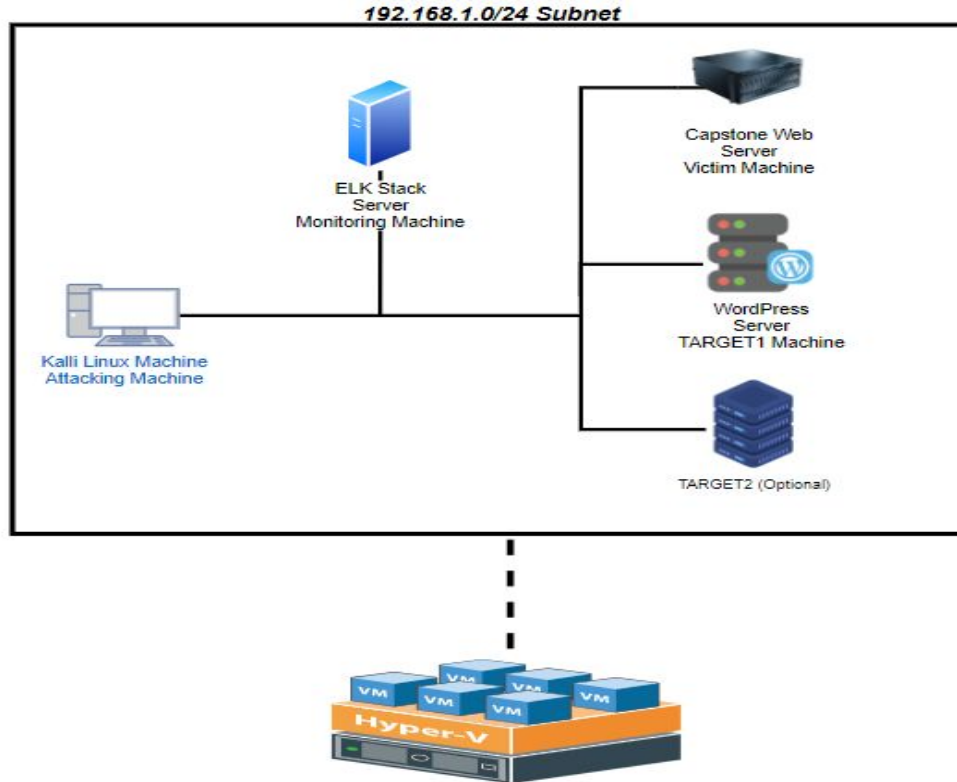 192.168.1.0/24 Subnet
ELK Stack
Server
Monitoring Machine
Capstone Web
Server
Victim Machine
WordPress
Server
TARGET1 Machine
Kalli Linux Machine
Attacking Machine
TARGET2 (Optional)
VM
VM
VM
VM
VM
VM
Hyper-V